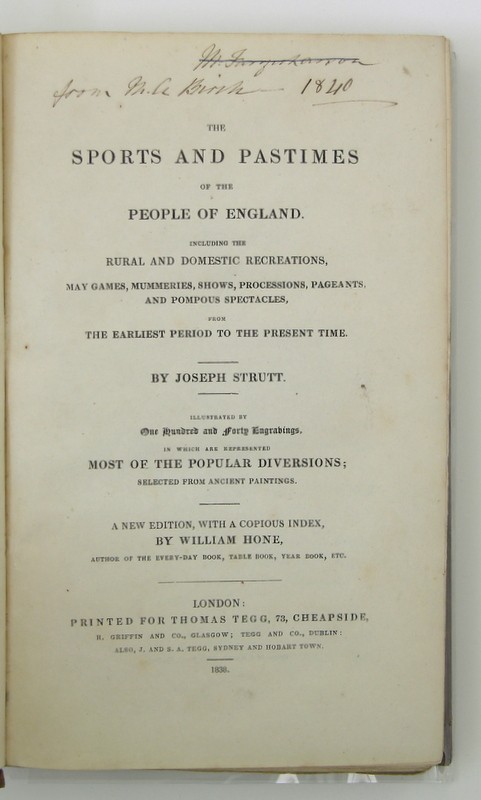 from 1840
THE
SPORTS AND PASTIMES
OF THE
PEOPLE OF ENGLAND.
INCLUDING THE
RURAL AND DOMESTIC RECREATIONS,
MAY GAMES, MUMMERIES, SHOWS, PROCESSIONS, PAGEANTS,
AND POMPOUS SPECTACLES,
FROM
THE EARLIEST PERIOD TO THE PRESENT TIME.
BY JOSEPH STRUTT.
ILLUSTRATED BY
One Hundred and Forty Engravings,
IN WHICH ARE REPRESENTED
MOST OF THE POPULAR DIVERSIONS;
SELECTED FROM ANCIENT PAINTINGS.
A NEW EDITION, WITH A COPIOUS INDEX,
BY WILLIAM HONE,
AUTHOR OF THE EVERY-DAY BOOK, TABLE BOOK, YEAR BOOK, ETC.
LONDON:
PRINTED FOR THOMAS TEGG, 73, CHEAPSIDE,
R. GRIFFIN AND CO., GLASGOW; TEGG AND CO., DUBLIN:
ALSO, J. AND S. A. TEGG, SYDNEY AND HOBART TOWN.